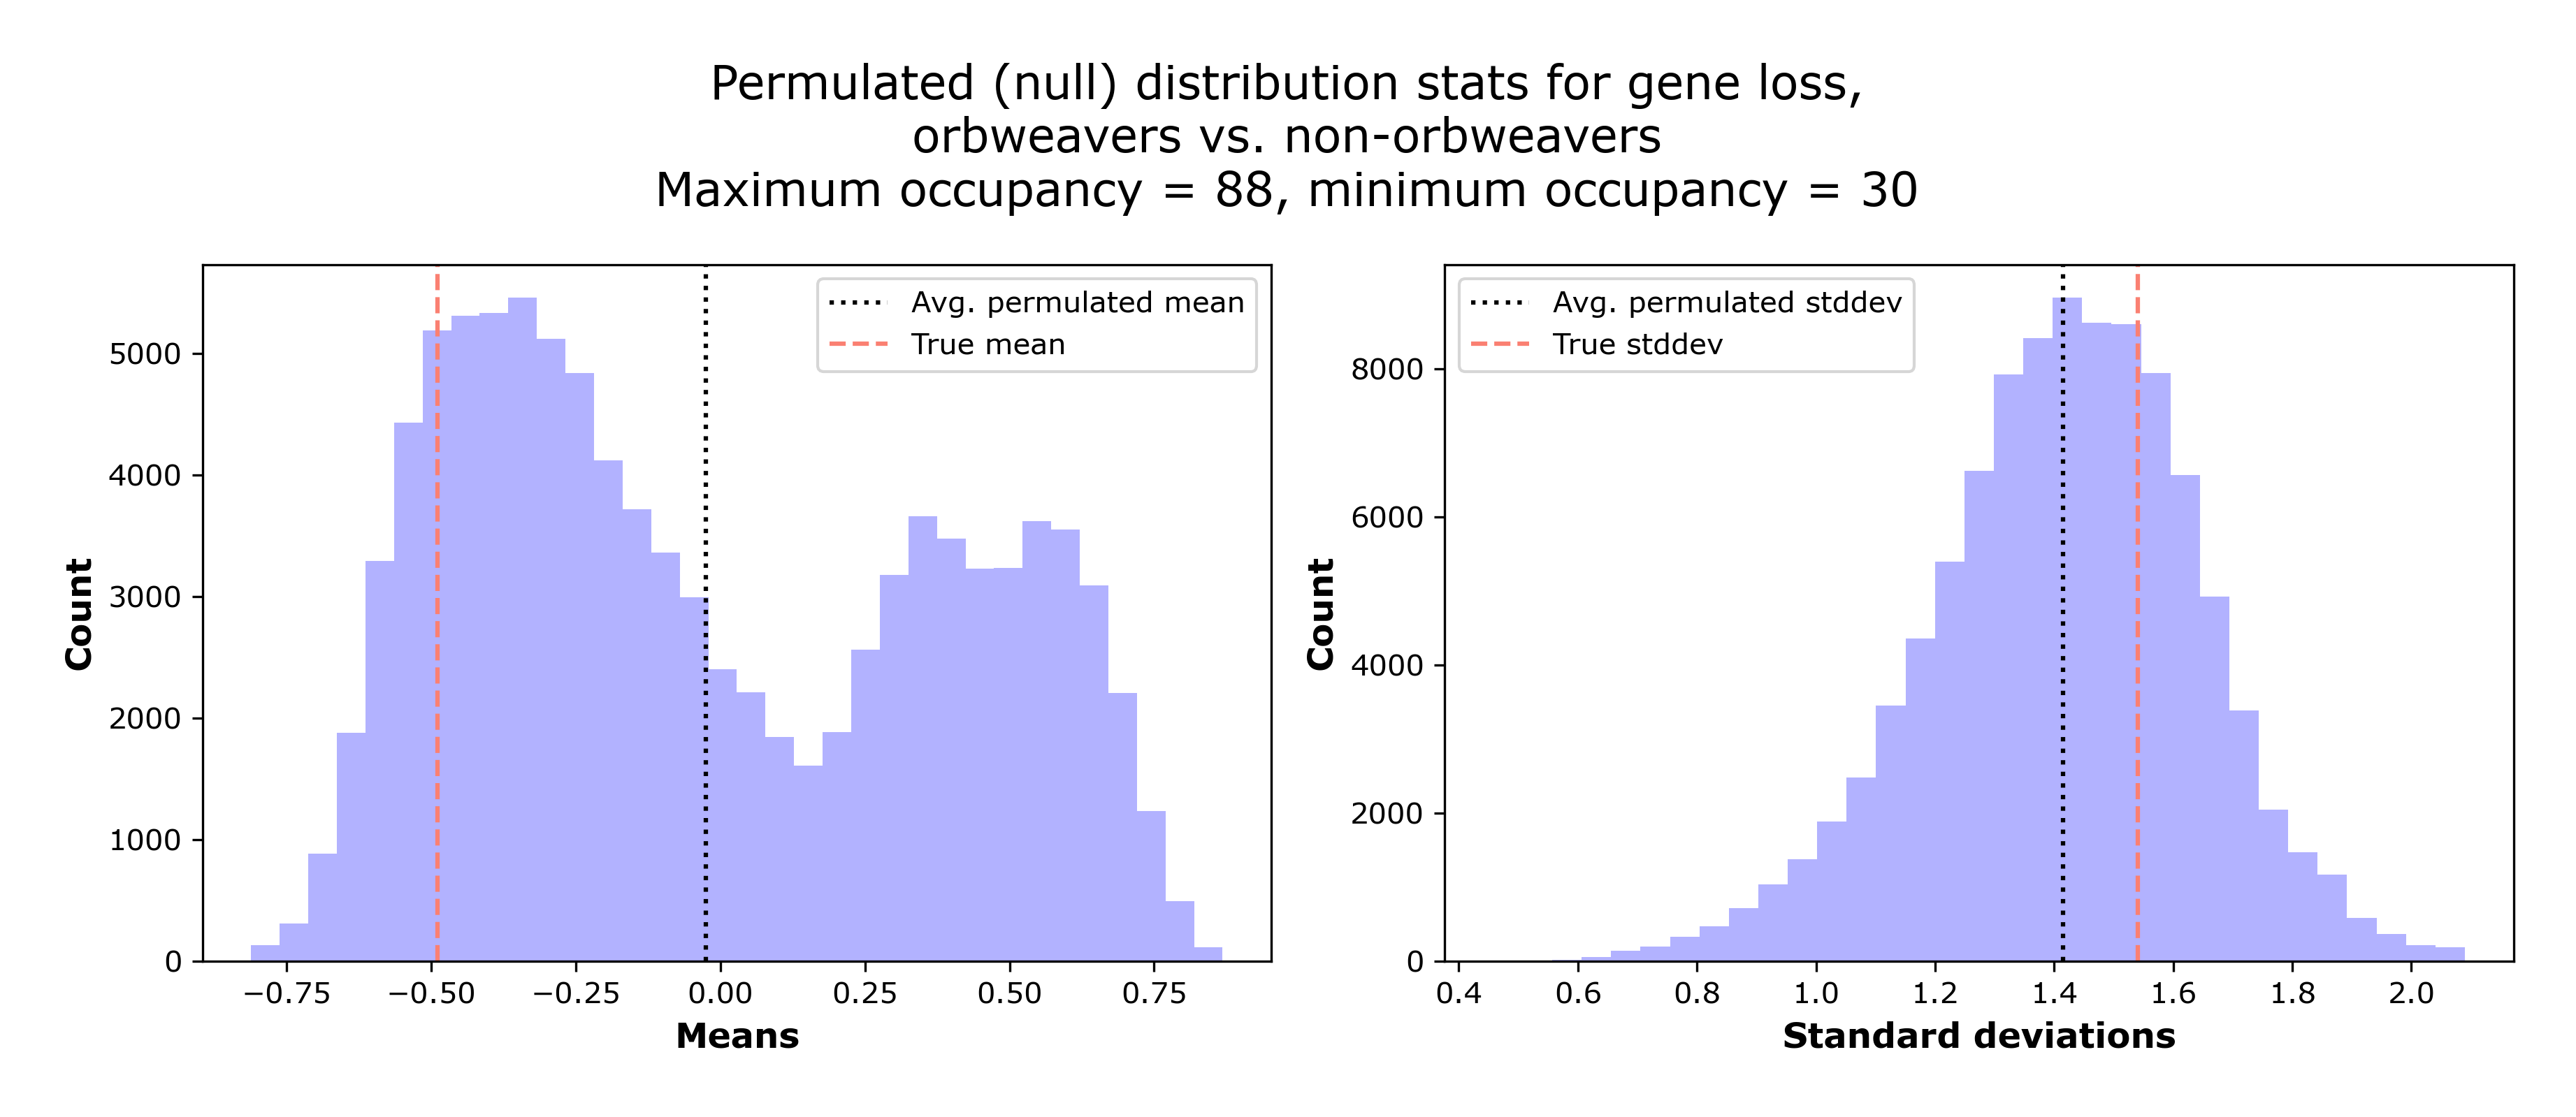 Permulated (null) distribution stats for gene loss,
orbweavers vs. non-orbweavers
Maximum occupancy = 88, minimum occupancy = 30
Avg. permulated mean
True mean
Count
5000
4000
3000
2000
1000
0
−0.75 −0.50 −0.25 0.00 0.25 0.50 0.75
Means
Avg. permulated stddev
True stddev
Count
8000
6000
4000
2000
0
0.4 0.6 0.8 1.0 1.2 1.4 1.6 1.8 2.0
Standard deviations